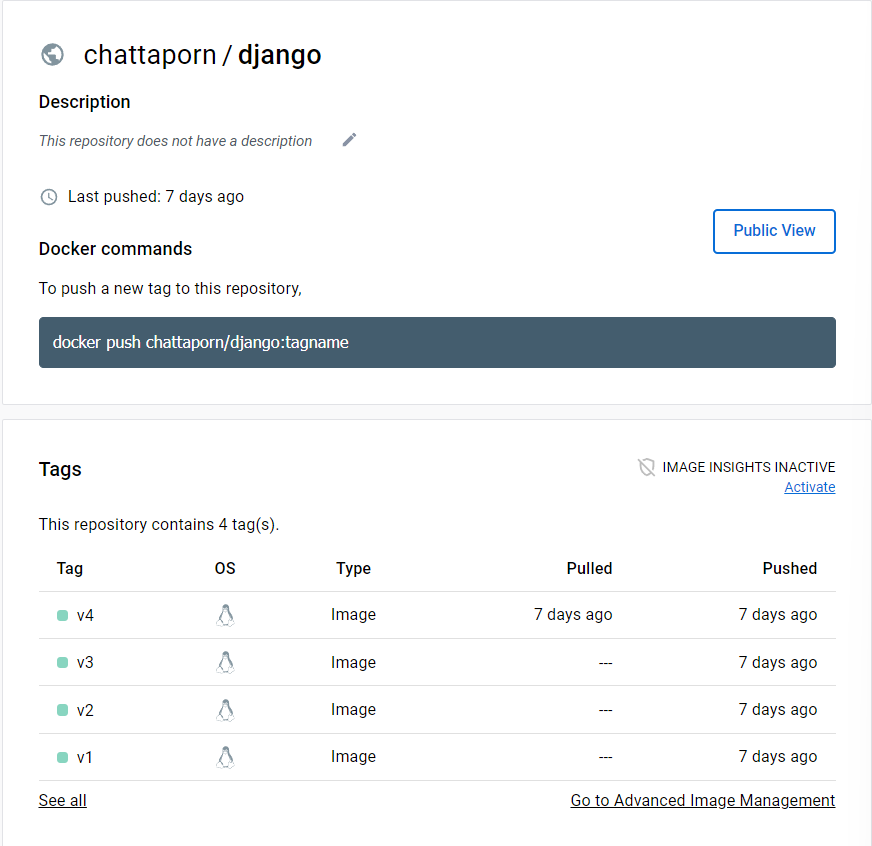 chattaporn / django
Description
This repository does not have a description
Last pushed: 7 days ago
Public View
Docker commands
To push a new tag to this repository,
docker push chattaporn/django:tagname
Tags
IMAGE INSIGHTS INACTIVE
Activate
This repository contains 4 tag(s).
Tag OS Type Pulled Pushed
v4 Image 7 days ago 7 days ago
v3 Image --- 7 days ago
v2 Image --- 7 days ago
v1 Image --- 7 days ago
See all Go to Advanced Image Management